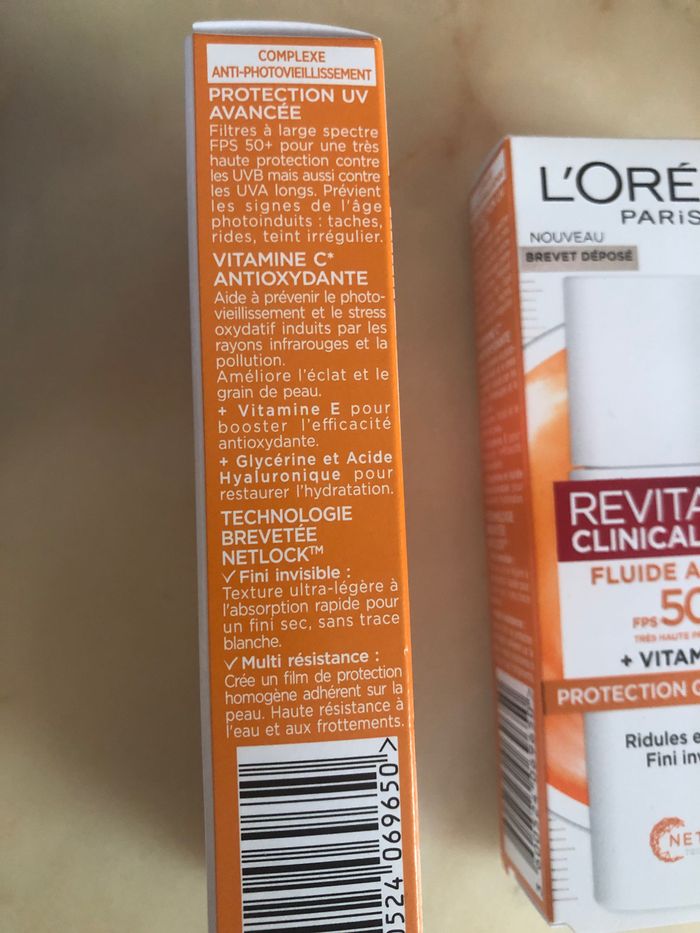 COMPLEXE
ANTI-PHOTOVIEILLISSEMENT
PROTECTION UV
AVANCÉE
Filtres à large spectre
FPS 50+ pour une très
haute protection contre
les UVB mais aussi contre
les UVA longs. Prévient
les signes de l'âge
photoinduits : taches,
rides, teint irrégulier.
VITAMINE C*
ANTIOXYDANTE
Aide à prévenir le photo-
vieillissement et le stress
oxydatif induits par les
rayons infrarouges et la
pollution.
Améliore l'éclat et le
grain de peau.
+ Vitamine E pour
booster l'efficacité
antioxydante.
+ Glycérine et Acide
Hyaluronique pour
restaurer l'hydratation.
TECHNOLOGIE
BREVETÉE
NETLOCK™
✓ Fini invisible :
Texture ultra-légère à
l'absorption rapide pour
un fini sec, sans trace
blanche.
✓ Multi résistance :
Crée un film de protection
homogène adhérent sur la
peau. Haute résistance à
l'eau et aux frottements.
0524 069650 >
L'ORÉ
PARIS
NOUVEAU
BREVET DÉPOSÉ
REVITA
CLINICAL
FLUIDE A
FPS 50
TRÈS HAUTE P
+ VITAM
PROTECTION
Ridules e
Fini inv
NET